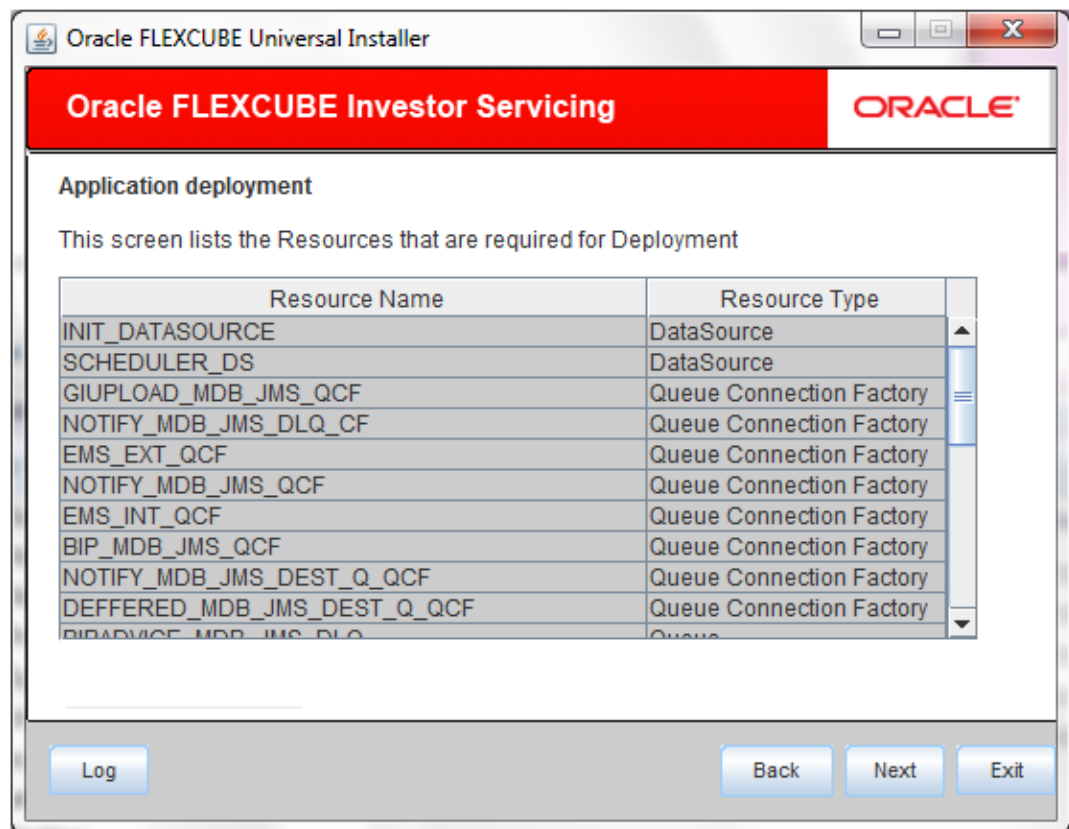 Oracle FLEXCUBE Universal Installer
Oracle FLEXCUBE Investor Servicing
ORACLE
Application deployment
This screen lists the Resources that are required for Deployment
Resource Name Resource Type
INIT_DATASOURCE DataSource
SCHEDULER_DS DataSource
GIUPLOAD_MDB_JMS_QCF Queue Connection Factory
NOTIFY_MDB_JMS_DLQ_CF Queue Connection Factory
EMS_EXT_QCF Queue Connection Factory
NOTIFY_MDB_JMS_QCF Queue Connection Factory
EMS_INT_QCF Queue Connection Factory
BIP_MDB_JMS_QCF Queue Connection Factory
NOTIFY_MDB_JMS_DEST_Q_QCF Queue Connection Factory
DEFFERED_MDB_JMS_DEST_Q_QCF Queue Connection Factory
Log Back Next Exit